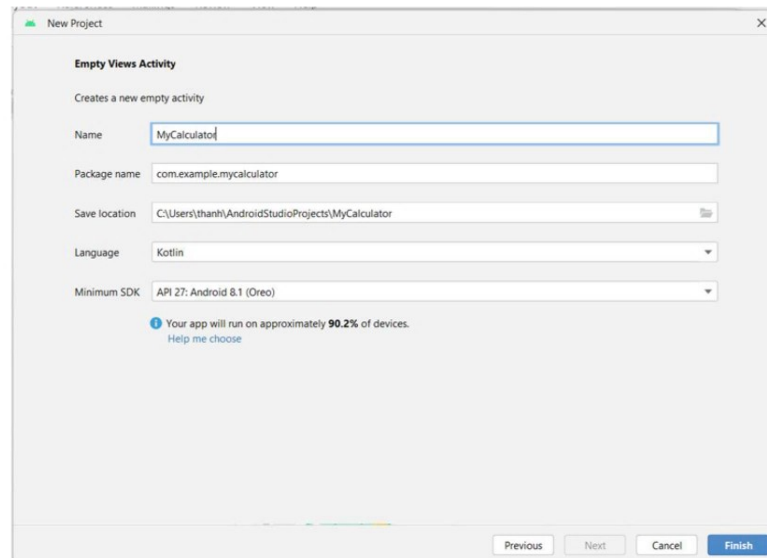 New Project
Empty Views Activity
Creates a new empty activity
Name MyCalculator
Package name com.example.mycalculator
Save location C:\Users\thanh\AndroidStudioProjects\MyCalculator
Language Kotlin
Minimum SDK API 27: Android 8.1 (Oreo)
Your app will run on approximately 90.2% of devices.
Help me choose
Previous Next Cancel Finish